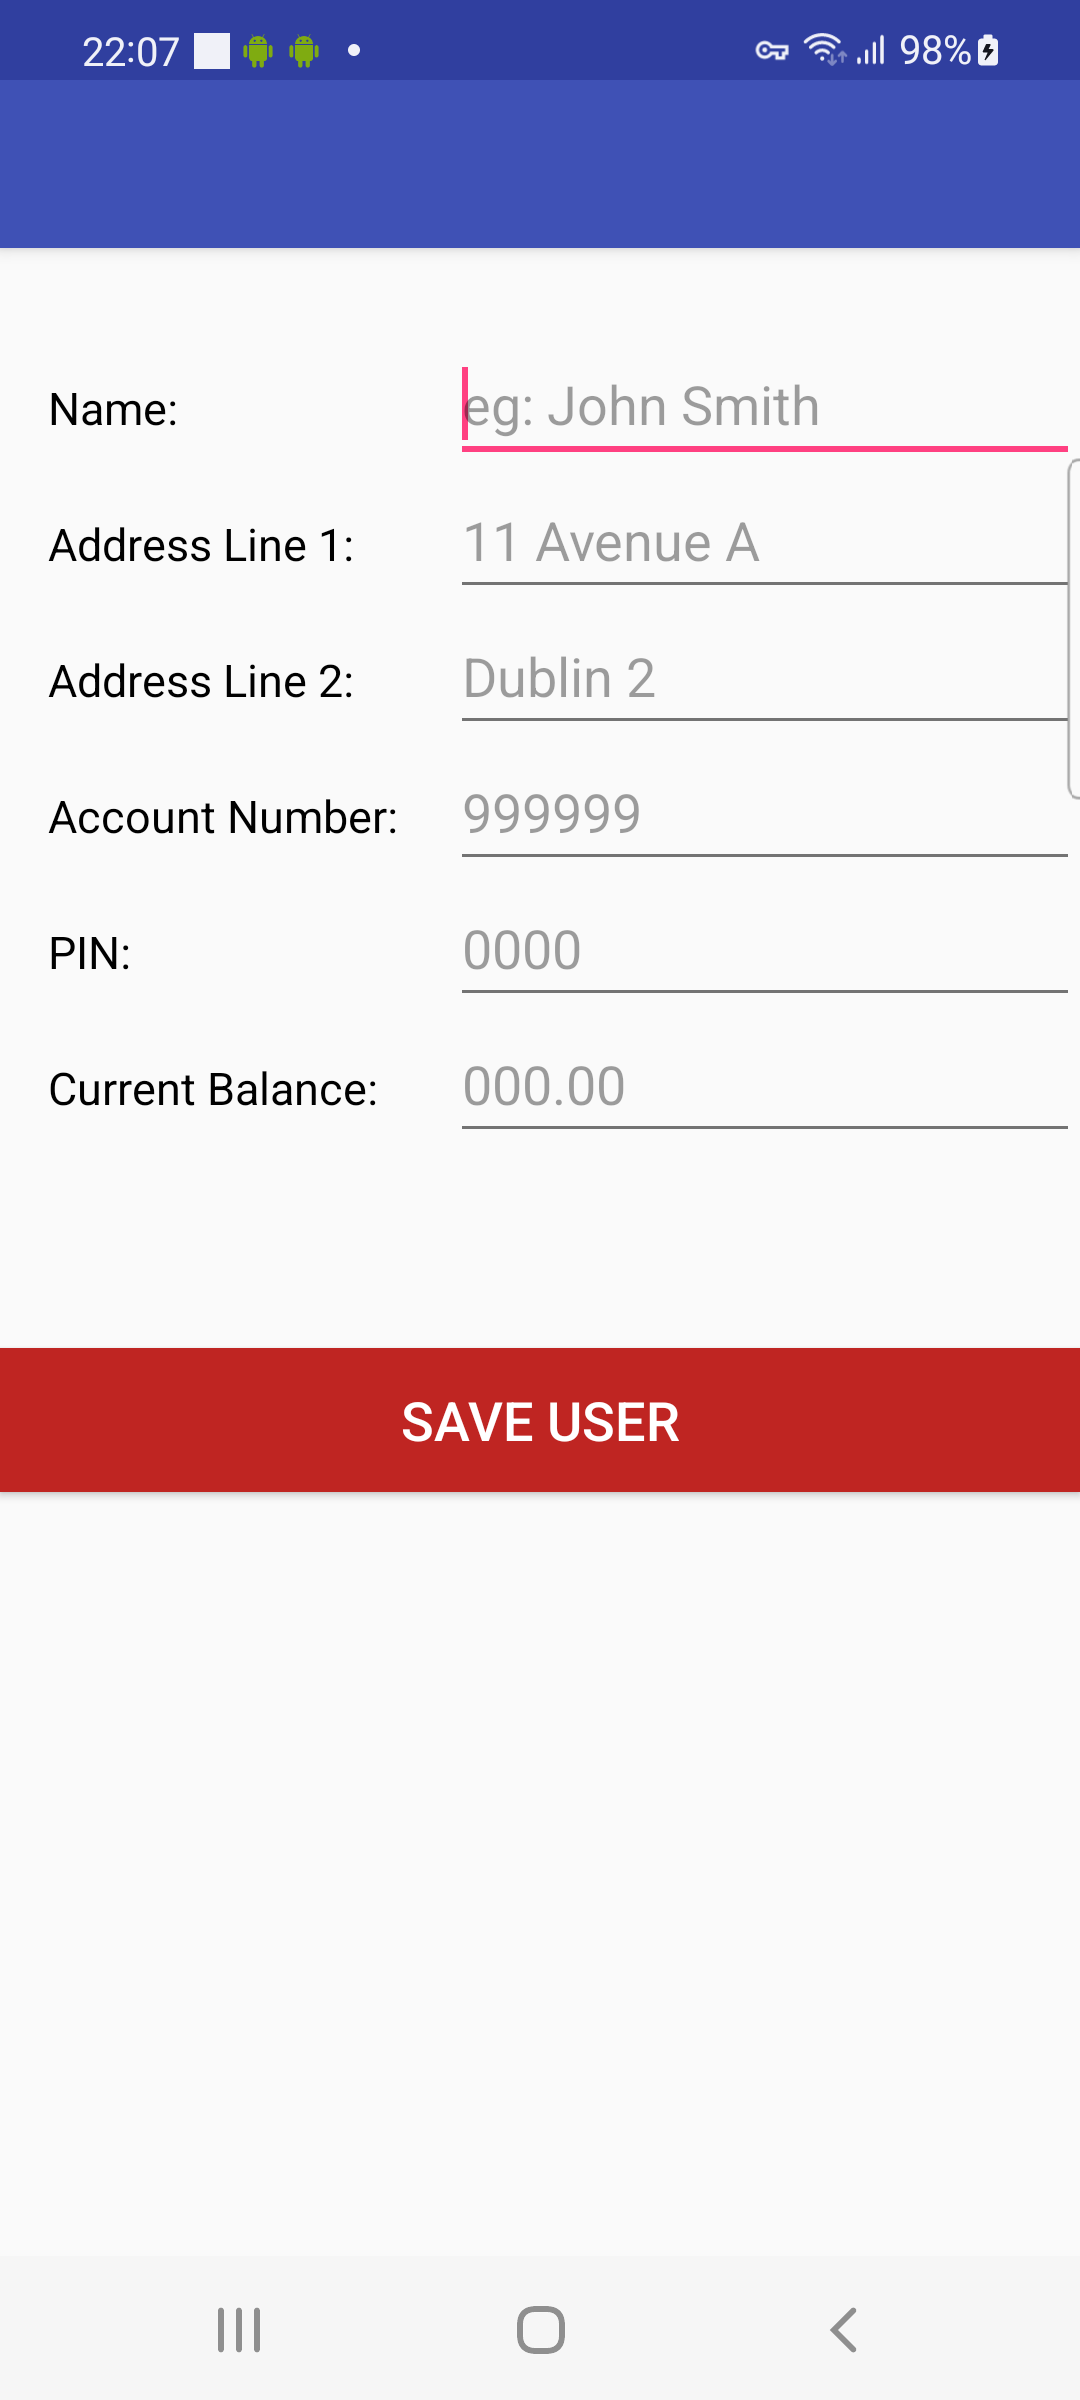 22:07 98%
Name: eg: John Smith
Address Line 1: 11 Avenue A
Address Line 2: Dublin 2
Account Number: 999999
PIN: 0000
Current Balance: 000.00
SAVE USER